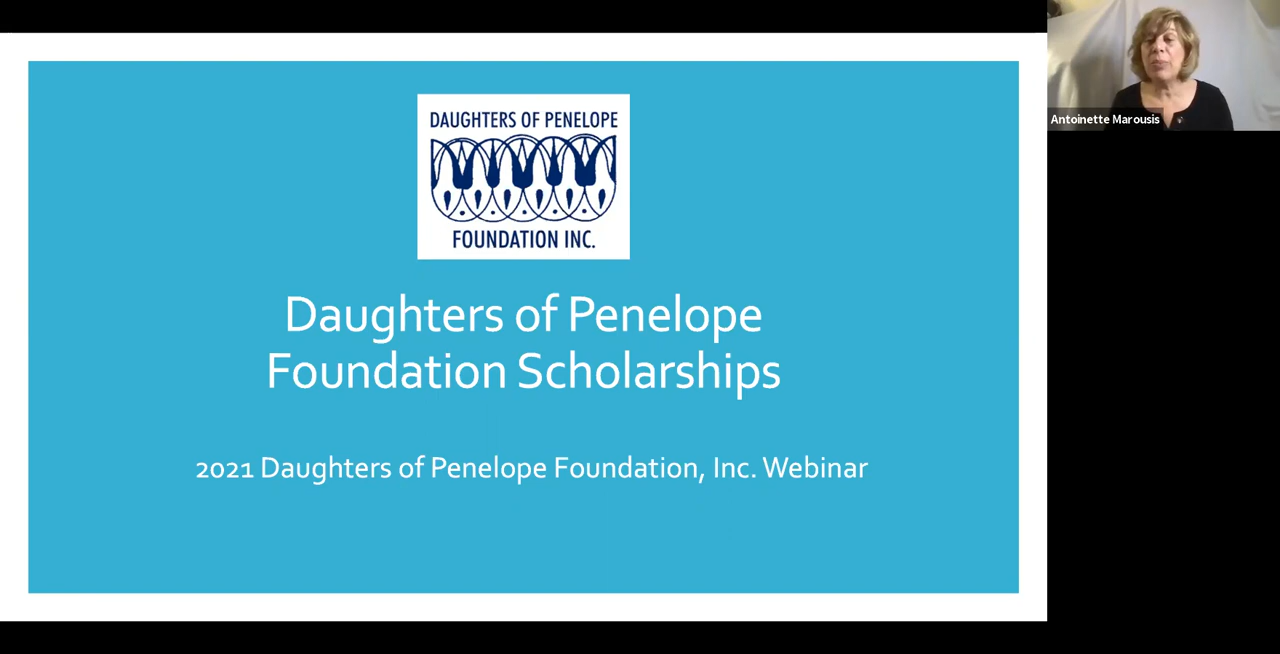 DAUGHTERS OF PENELOPE
FOUNDATION INC.
Daughters of Penelope
Foundation Scholarships
2021 Daughters of Penelope Foundation, Inc. Webinar
Antoinette Marousis